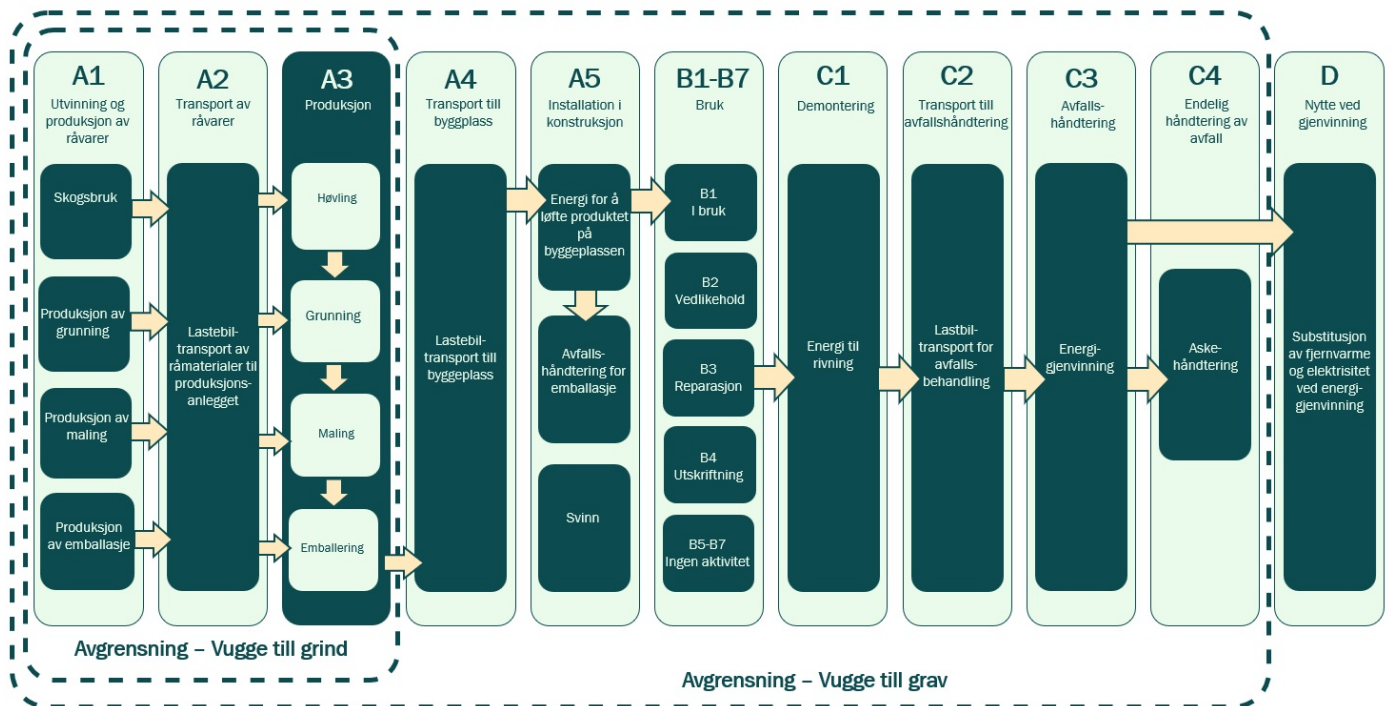 A1
Utvinning og
produksjon av
råvarer
Skogsbruk
Produksjon av
grunning
Produksjon av
maling
Produksjon
av emballasje
A2
Transport av
råvarer
Lastebil-
transport av
råmaterialer til
produksjons-
anlegget
A3
Produksjon
Høvling
Grunning
Maling
Emballering
A4
Transport till
byggplass
Lastebil-
transport till
byggeplass
A5
Installation i
konstruksjon
Energi for å
løfte produktet
på
byggeplassen
Avfalls-
håndtering for
emballasje
Svinn
B1-B7
Bruk
B1
I bruk
B2
Vedlikehold
B3
Reparasjon
B4
Utskriftning
B5-B7
Ingen aktivitet
C1
Demontering
Energi til
rivning
C2
Transport till
avfallshåndtering
Lastbil-
transport for
avfalls-
behandling
C3
Avfalls-
håndtering
Energi-
gjenvinning
C4
Endelig
håndtering av
avfall
Aske-
håndtering
D
Nytte ved
gjenvinning
Substitusjon
av fjernvarme
og elektrisitet
ved energi-
gjenvinning
Avgrensning – Vugge till grind
Avgrensning – Vugge till grav